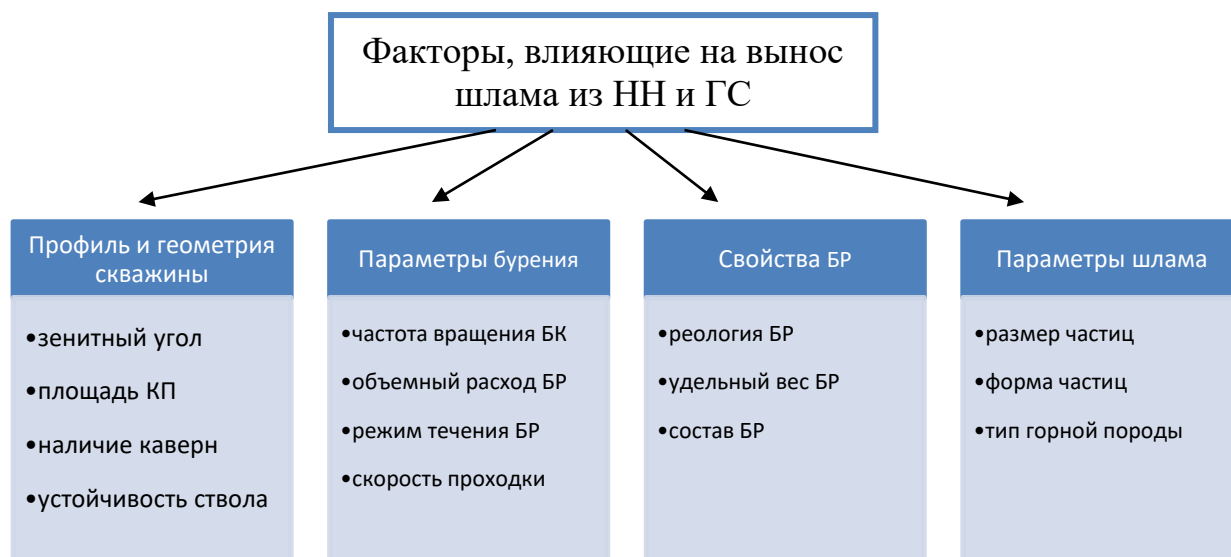 Факторы, влияющие на вынос
шлама из НН и ГС
Профиль и геометрия
скважины
•зенитный угол
•площадь КП
•наличие каверн
•устойчивость ствола
Параметры бурения
•частота вращения БК
•объемный расход БР
•режим течения БР
•скорость проходки
Свойства БР
•реология БР
•удельный вес БР
•состав БР
Параметры шлама
•размер частиц
•форма частиц
•тип горной породы